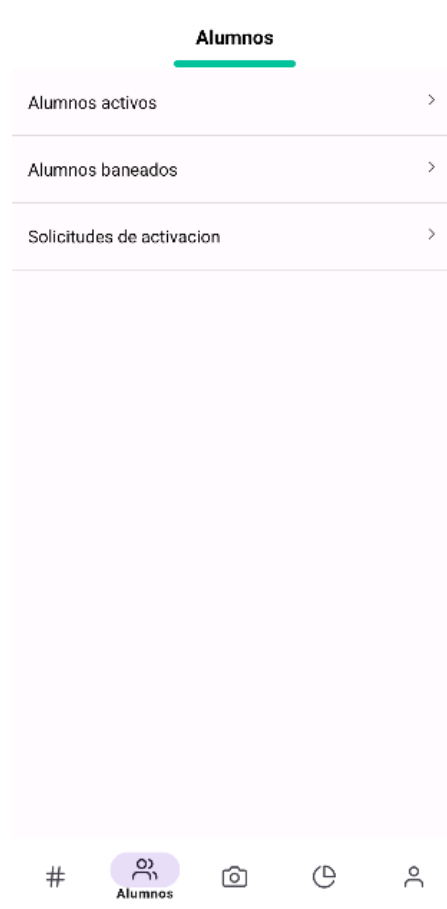 Alumnos
Alumnos activos
Alumnos baneados
Solicitudes de activacion
Alumnos